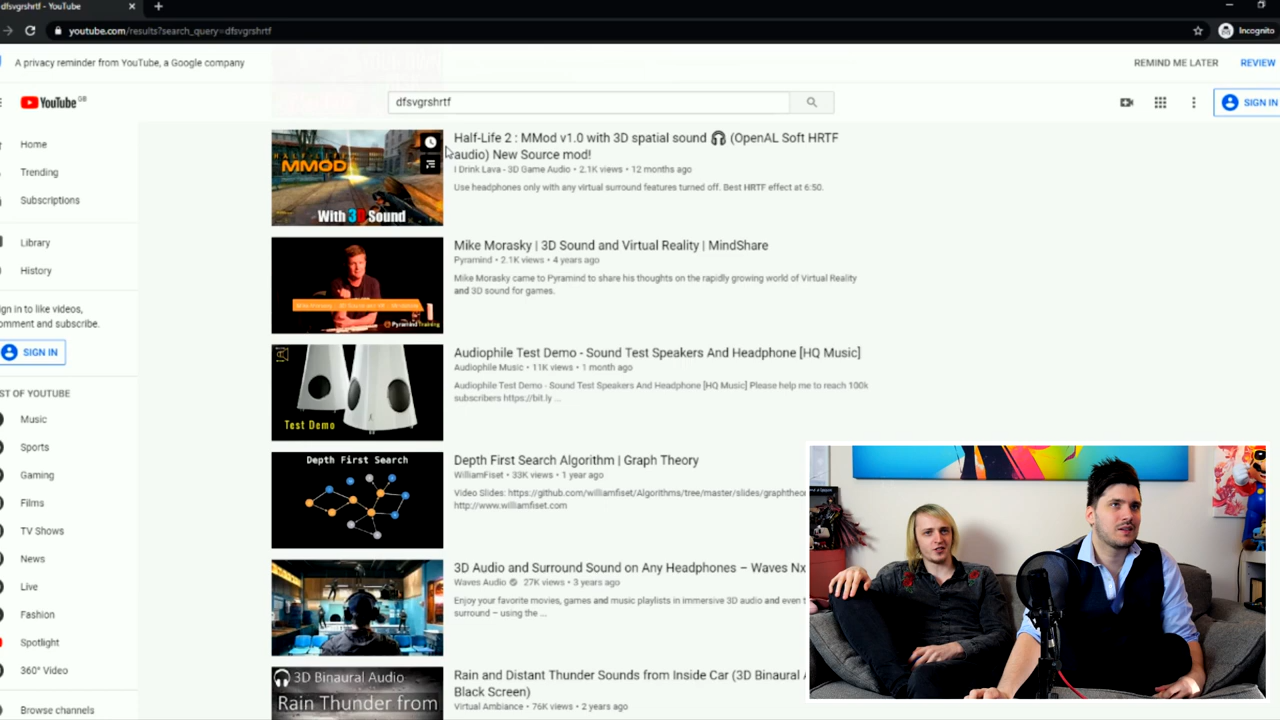 dfsvgrshrtf - YouTube
youtube.com/results?search_query=dfsvgrshrtf
Incognito
A privacy reminder from YouTube, a Google company
REMIND ME LATER
REVIEW
YouTube GB
dfsvgrshrtf
SIGN IN
Home
Trending
Subscriptions
Library
History
ign in to like videos,
omment and subscribe.
SIGN IN
ST OF YOUTUBE
Music
Sports
Gaming
Films
TV Shows
News
Live
Fashion
Spotlight
360° Video
Browse channels
HALF-LIFE 2
MMOD
With 3D Sound
Half-Life 2 : MMod v1.0 with 3D spatial sound 🎧 (OpenAL Soft HRTF
audio) New Source mod!
I Drink Lava - 3D Game Audio • 2.1K views • 12 months ago
Use headphones only with any virtual surround features turned off. Best HRTF effect at 6:50.
Pyramind Training
Mike Morasky | 3D Sound and Virtual Reality | MindShare
Pyramind • 2.1K views • 4 years ago
Mike Morasky came to Pyramind to share his thoughts on the rapidly growing world of Virtual Reality
and 3D sound for games.
Test Demo
Audiophile Test Demo - Sound Test Speakers And Headphone [HQ Music]
Audiophile Music • 11K views • 1 month ago
Audiophile Test Demo - Sound Test Speakers And Headphone [HQ Music] Please help me to reach 100k
subscribers https://bit.ly ...
Depth First Search
Depth First Search Algorithm | Graph Theory
WilliamFiset • 33K views • 1 year ago
Video Slides: https://github.com/williamfiset/Algorithms/tree/master/slides/graphtheor
http://www.williamfiset.com
3D Audio and Surround Sound on Any Headphones – Waves Nx
Waves Audio • 27K views • 3 years ago
Enjoy your favorite movies, games and music playlists in immersive 3D audio and even t
surround – using the ...
3D Binaural Audio
Rain Thunder from
Rain and Distant Thunder Sounds from Inside Car (3D Binaural A
Black Screen)
Virtual Ambiance • 76K views • 2 years ago